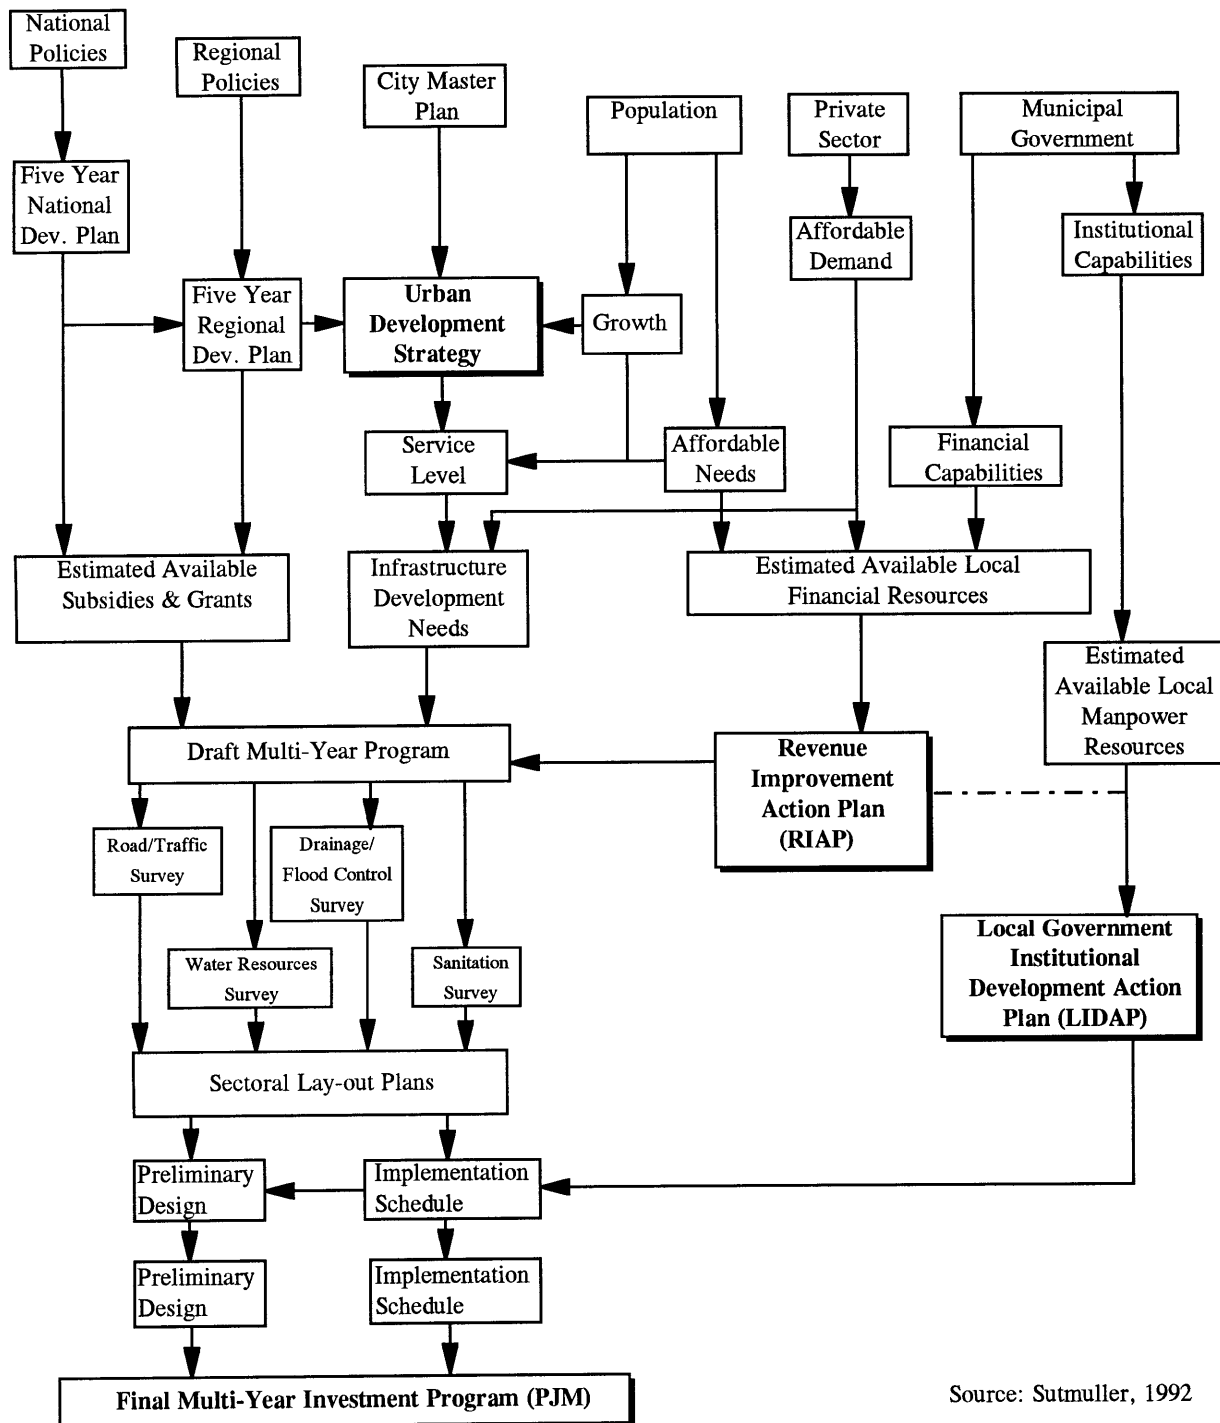 National
Policies
Regional
Policies
City Master
Plan
Population
Private
Sector
Municipal
Government
Five Year
National
Dev. Plan
Affordable
Demand
Institutional
Capabilities
Five Year
Regional
Dev. Plan
Urban
Development
Strategy
Growth
Service
Level
Affordable
Needs
Financial
Capabilities
Estimated Available
Subsidies & Grants
Infrastructure
Development
Needs
Estimated Available Local
Financial Resources
Estimated
Available Local
Manpower
Resources
Draft Multi-Year Program
Revenue
Improvement
Action Plan
(RIAP)
Road/Traffic
Survey
Drainage/
Flood Control
Survey
Water Resources
Survey
Sanitation
Survey
Local Government
Institutional
Development Action
Plan (LIDAP)
Sectoral Lay-out Plans
Preliminary
Design
Implementation
Schedule
Preliminary
Design
Implementation
Schedule
Final Multi-Year Investment Program (PJM)
Source: Sutmuller, 1992